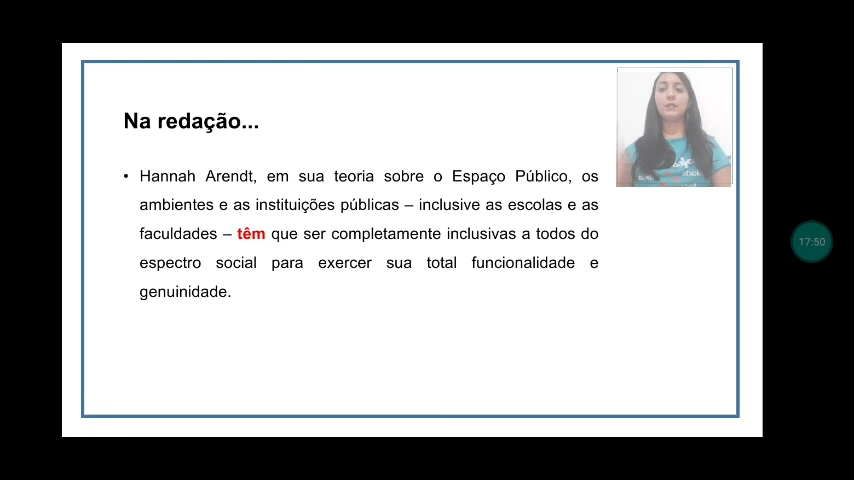 Na redação...
• Hannah Arendt, em sua teoria sobre o Espaço Público, os
ambientes e as instituições públicas – inclusive as escolas e as
faculdades – têm que ser completamente inclusivas a todos do
espectro social para exercer sua total funcionalidade e
genuinidade.
17:50